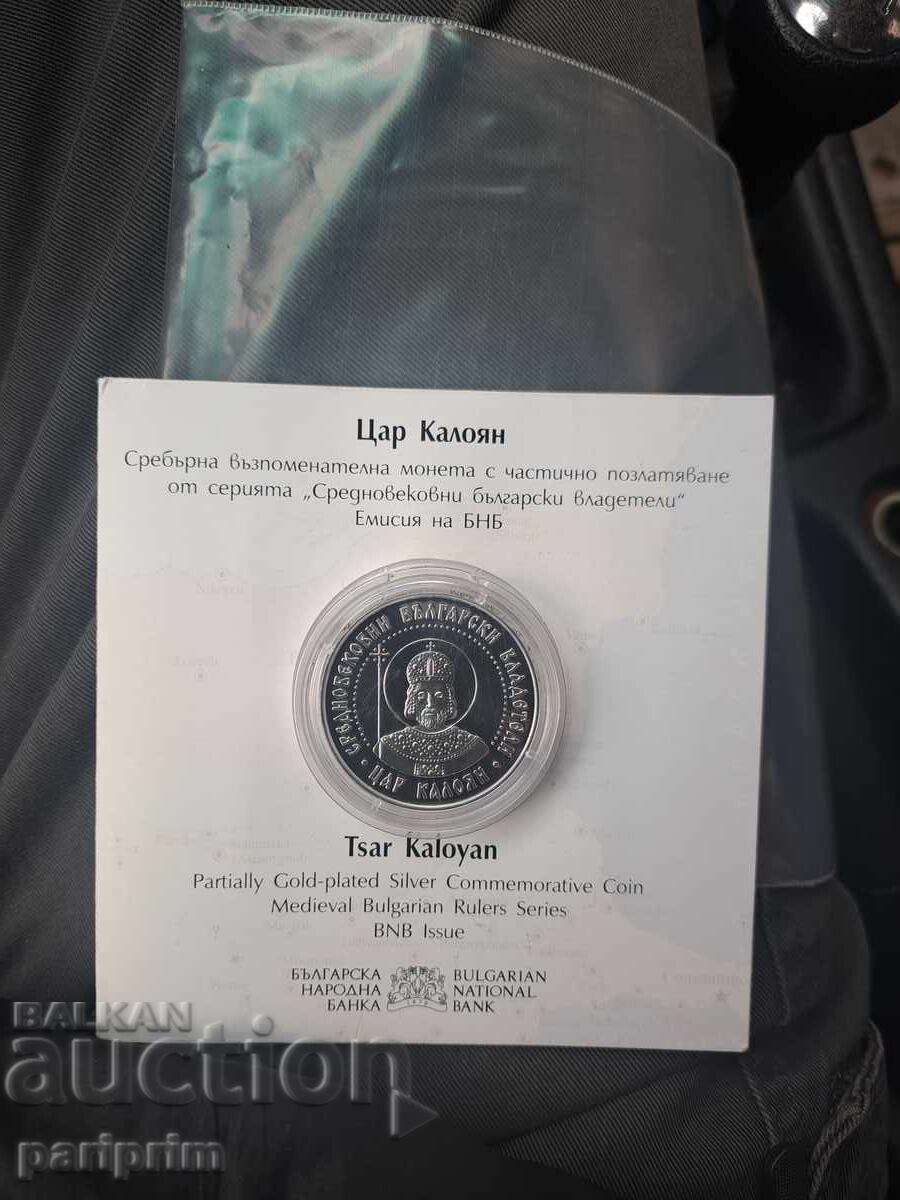 Цар Калоян
Сребърна възпоменателна монета с частично позлатяване
от серията „Средновековни български владетели“
Емисия на БНБ
СРЕДНОВЕКОВНИ БЪЛГАРСКИ ВЛАДЕТЕЛИ
• ЦАР КАЛОЯН •
Tsar Kaloyan
Partially Gold-plated Silver Commemorative Coin
Medieval Bulgarian Rulers Series
BNB Issue
БЪЛГАРСКА
НАРОДНА
БАНКА
BULGARIAN
NATIONAL
BANK
BALKAN
auction
pariprim